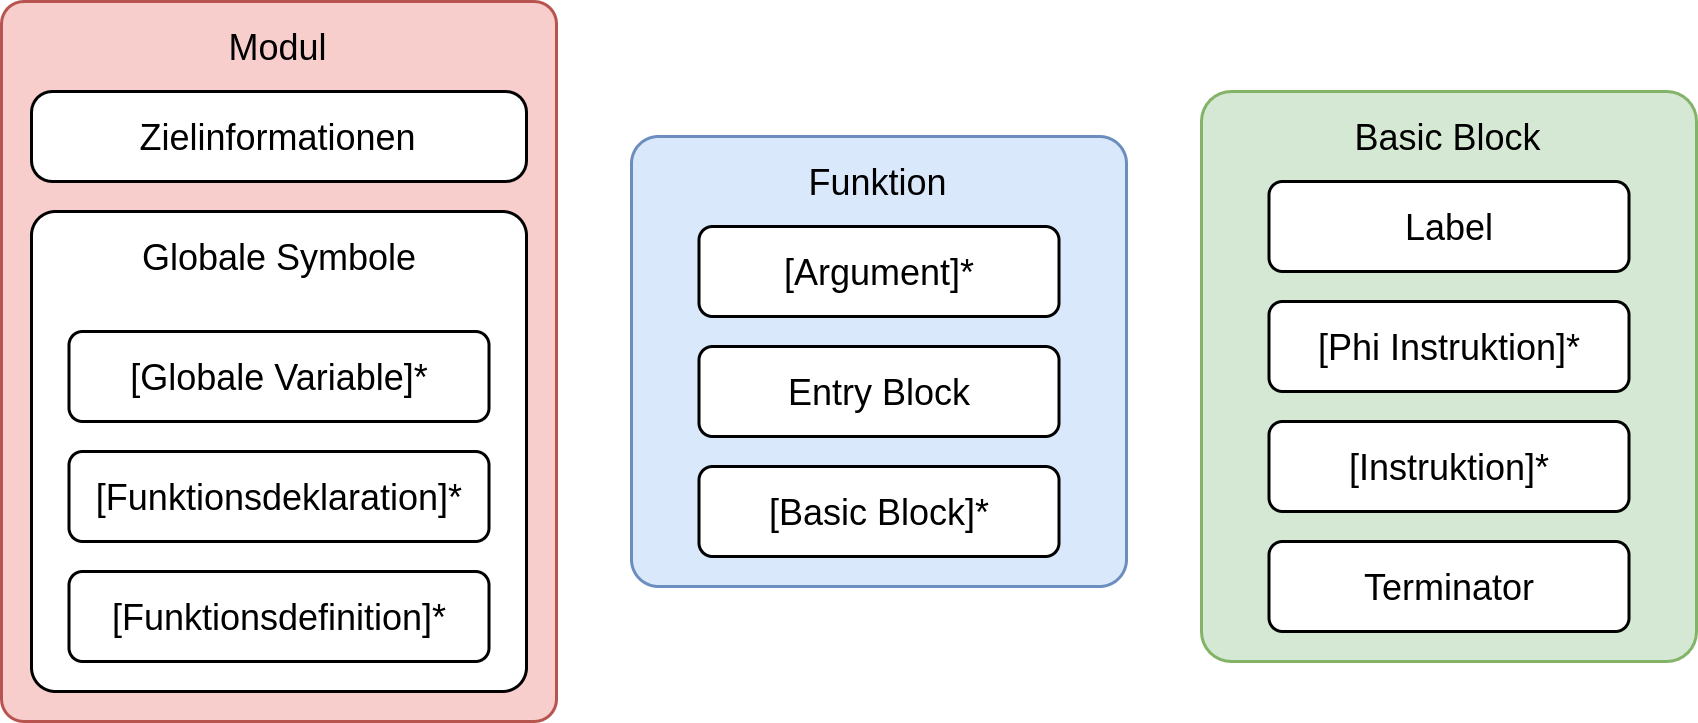 Modul
Zielinformationen
Globale Symbole
[Globale Variable]*
[Funktionsdeklaration]*
[Funktionsdefinition]*
Funktion
[Argument]*
Entry Block
[Basic Block]*
Basic Block
Label
[Phi Instruktion]*
[Instruktion]*
Terminator